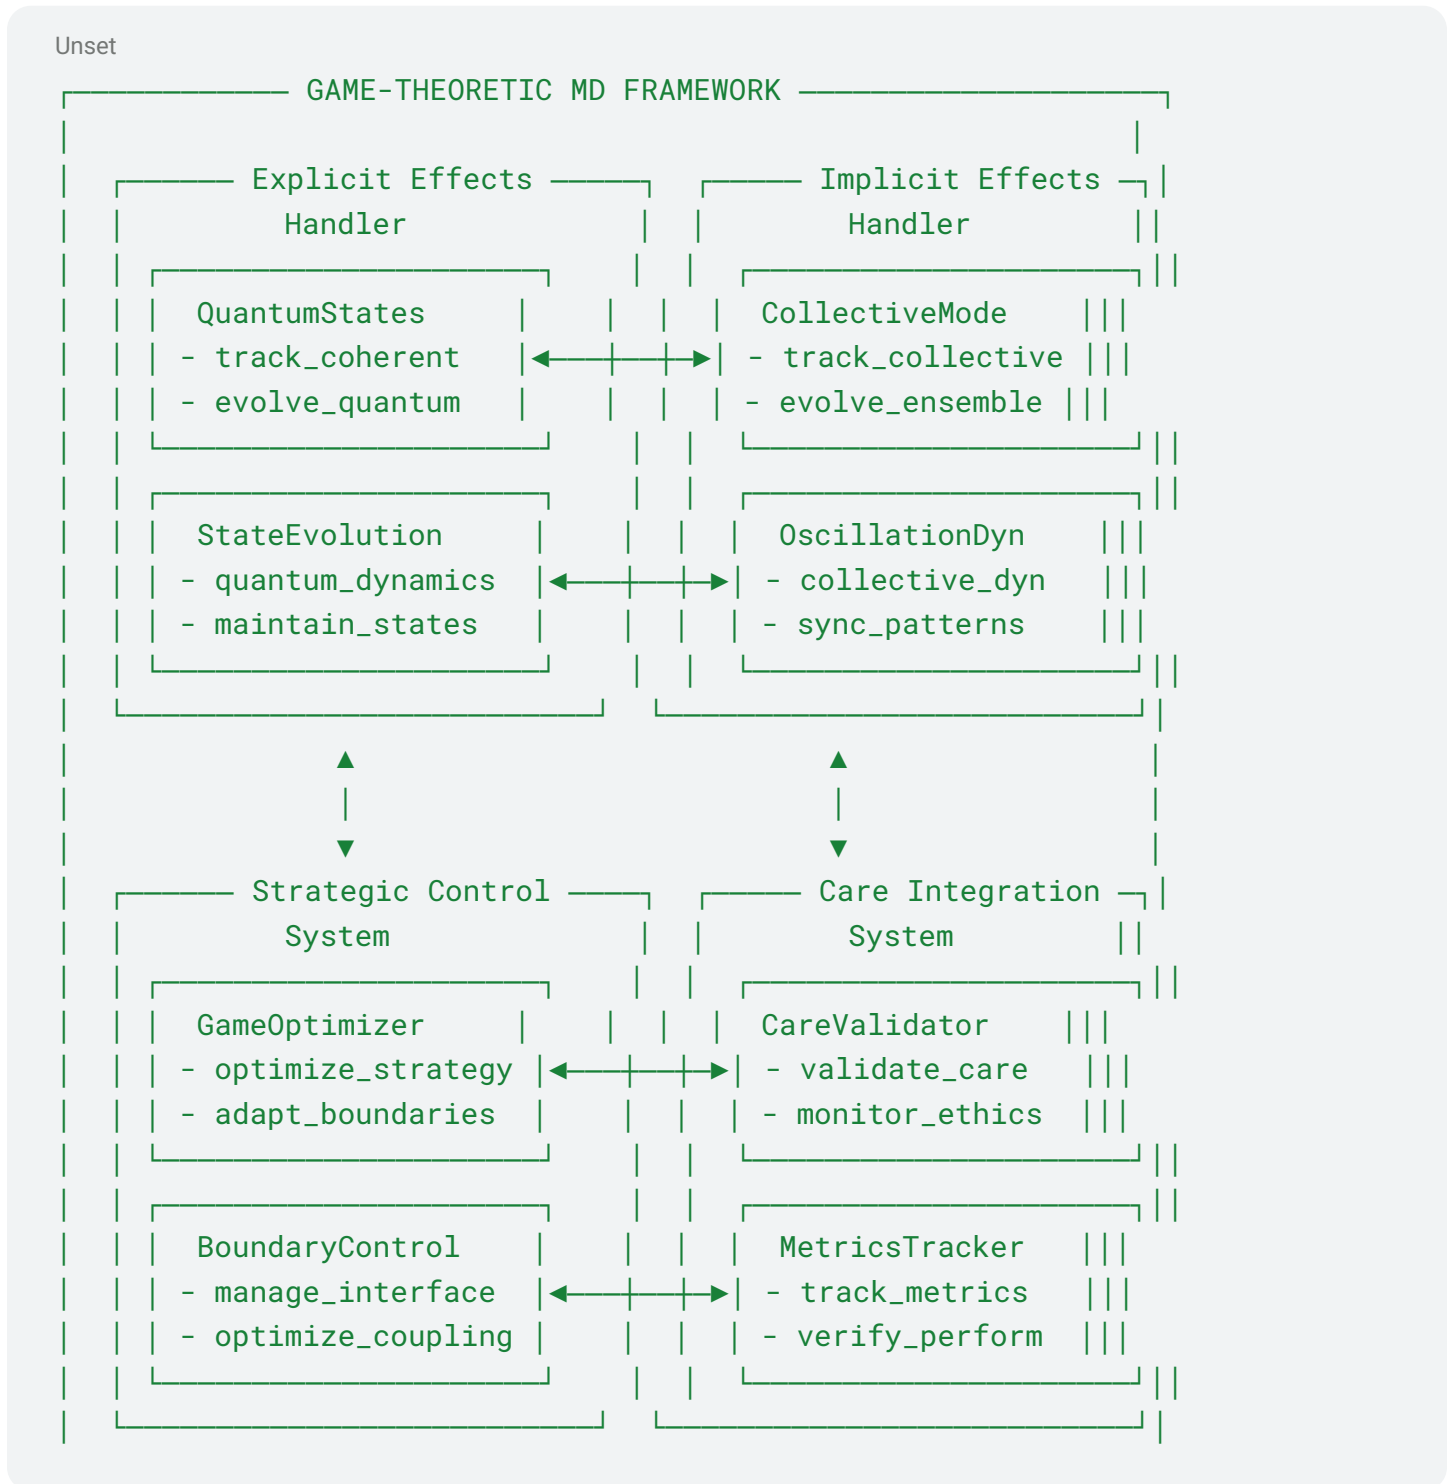 Unset
GAME-THEORETIC MD FRAMEWORK
Explicit Effects Implicit Effects
Handler Handler
QuantumStates CollectiveMode
- track_coherent - track_collective
- evolve_quantum - evolve_ensemble
StateEvolution OscillationDyn
- quantum_dynamics - collective_dyn
- maintain_states - sync_patterns
Strategic Control Care Integration
System System
GameOptimizer CareValidator
- optimize_strategy - validate_care
- adapt_boundaries - monitor_ethics
BoundaryControl MetricsTracker
- manage_interface - track_metrics
- optimize_coupling - verify_perform